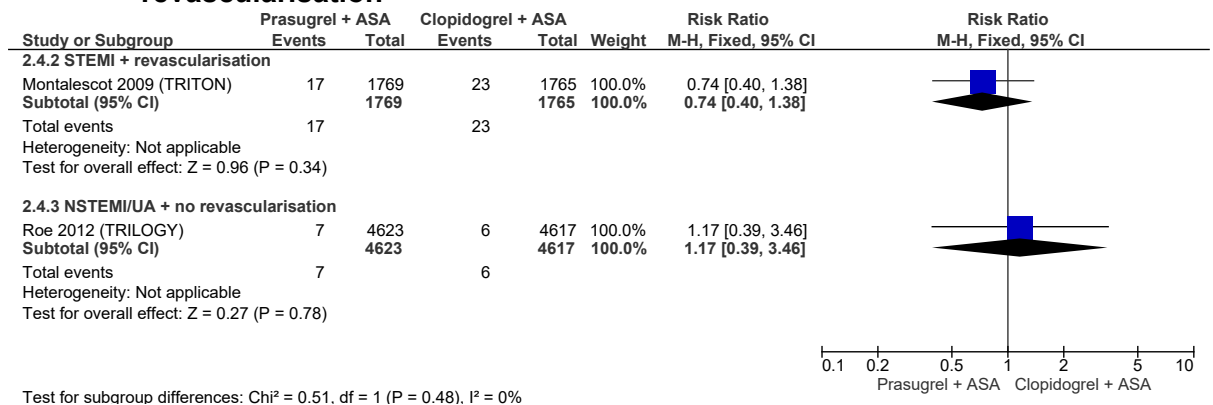 revascularisation
Prasugrel + ASA Clopidogrel + ASA Risk Ratio Risk Ratio
Study or Subgroup Events Total Events Total Weight M-H, Fixed, 95% CI M-H, Fixed, 95% CI
2.4.2 STEMI + revascularisation
Montalescot 2009 (TRITON) 17 1769 23 1765 100.0% 0.74 [0.40, 1.38]
Subtotal (95% CI) 1769 1765 100.0% 0.74 [0.40, 1.38]
Total events 17 23
Heterogeneity: Not applicable
Test for overall effect: Z = 0.96 (P = 0.34)
2.4.3 NSTEMI/UA + no revascularisation
Roe 2012 (TRILOGY) 7 4623 6 4617 100.0% 1.17 [0.39, 3.46]
Subtotal (95% CI) 4623 4617 100.0% 1.17 [0.39, 3.46]
Total events 7 6
Heterogeneity: Not applicable
Test for overall effect: Z = 0.27 (P = 0.78)
0.1 0.2 0.5 1 2 5 10
Prasugrel + ASA Clopidogrel + ASA
Test for subgroup differences: Chi² = 0.51, df = 1 (P = 0.48), I² = 0%